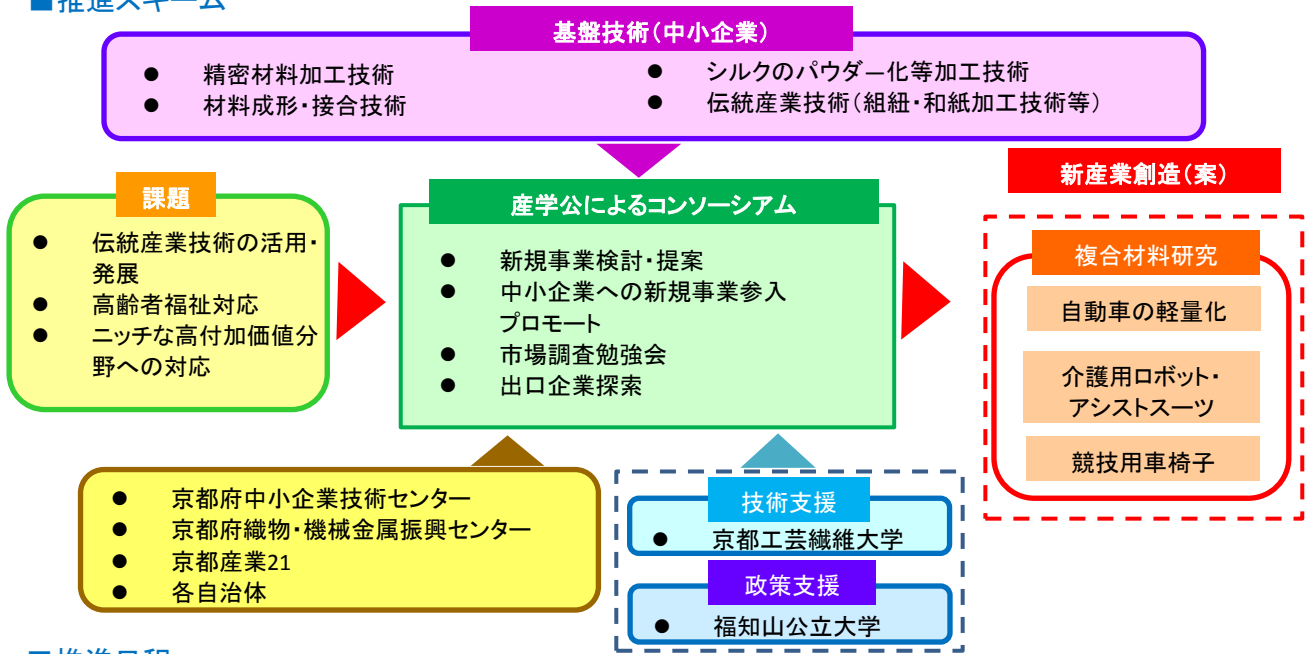 ■推進スキーム
基盤技術(中小企業)
● 精密材料加工技術
● 材料成形・接合技術
● シルクのパウダ―化等加工技術
● 伝統産業技術(組紐・和紙加工技術等)
課題
● 伝統産業技術の活用・
発展
● 高齢者福祉対応
● ニッチな高付加価値分
野への対応
産学公によるコンソーシアム
● 新規事業検討・提案
● 中小企業への新規事業参入
プロモート
● 市場調査勉強会
● 出口企業探索
新産業創造(案)
複合材料研究
自動車の軽量化
介護用ロボット・
アシストスーツ
競技用車椅子
● 京都府中小企業技術センター
● 京都府織物・機械金属振興センター
● 京都産業21
● 各自治体
技術支援
● 京都工芸繊維大学
政策支援
● 福知山公立大学
■推進日程